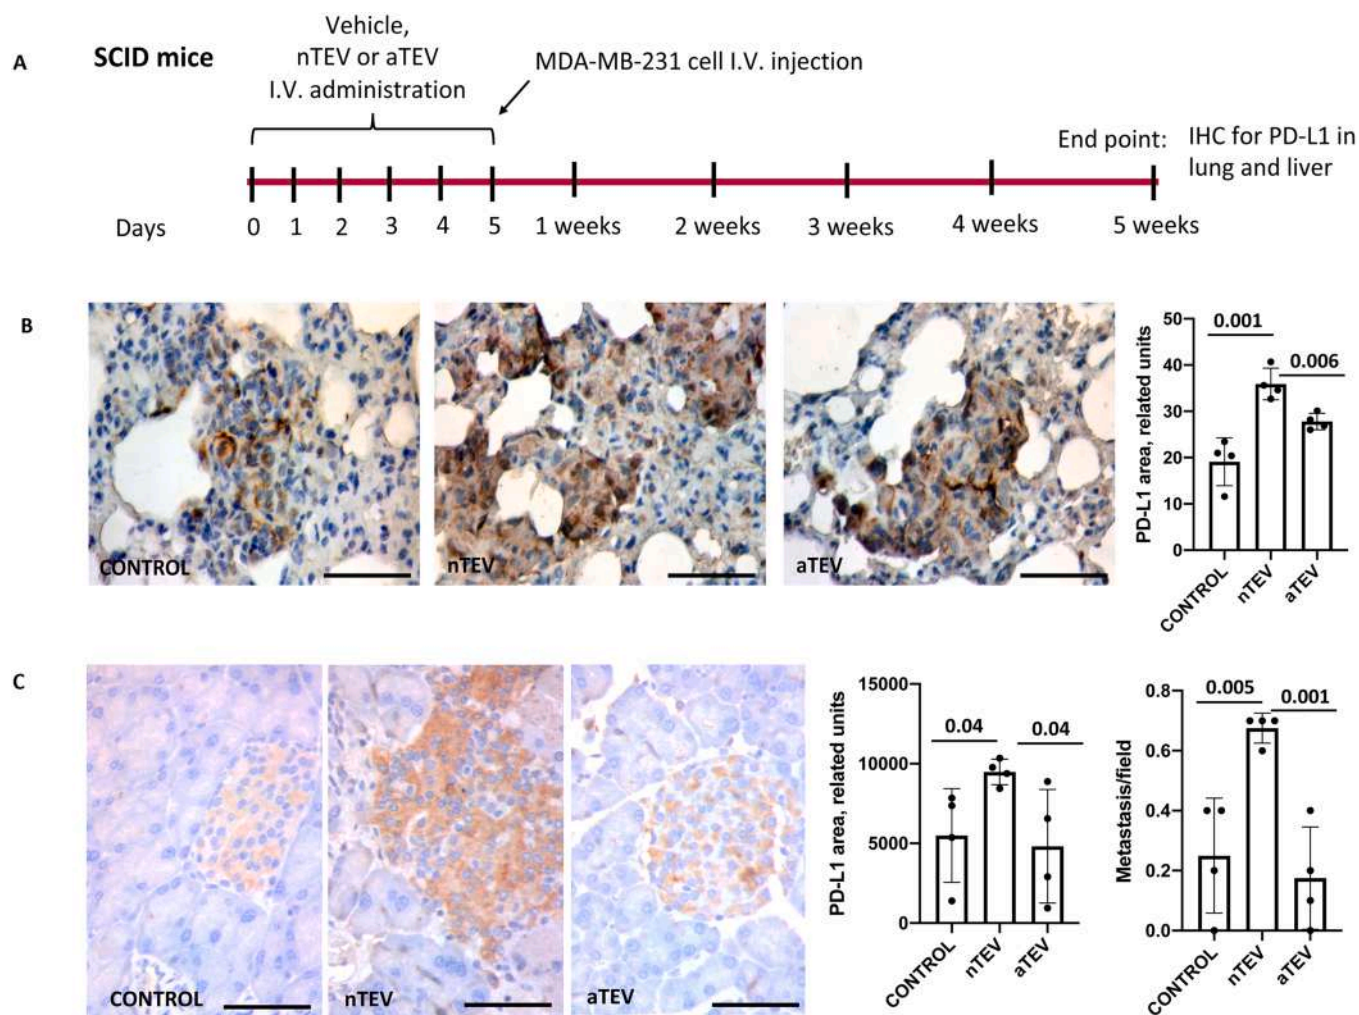 A
SCID mice
Vehicle,
nTEV or aTEV
I.V. administration
MDA-MB-231 cell I.V. injection
End point:
IHC for PD-L1 in
lung and liver
Days
0 1 2 3 4 5 1 weeks 2 weeks 3 weeks 4 weeks 5 weeks
B
CONTROL
nTEV
aTEV
PD-L1 area, related units
50
40
30
20
10
0
0.001
0.006
CONTROL
nTEV
aTEV
C
CONTROL
nTEV
aTEV
PD-L1 area, related units
15000
10000
5000
0
0.04
0.04
CONTROL
nTEV
aTEV
Metastasis/field
0.8
0.6
0.4
0.2
0.0
0.005
0.001
CONTROL
nTEV
aTEV